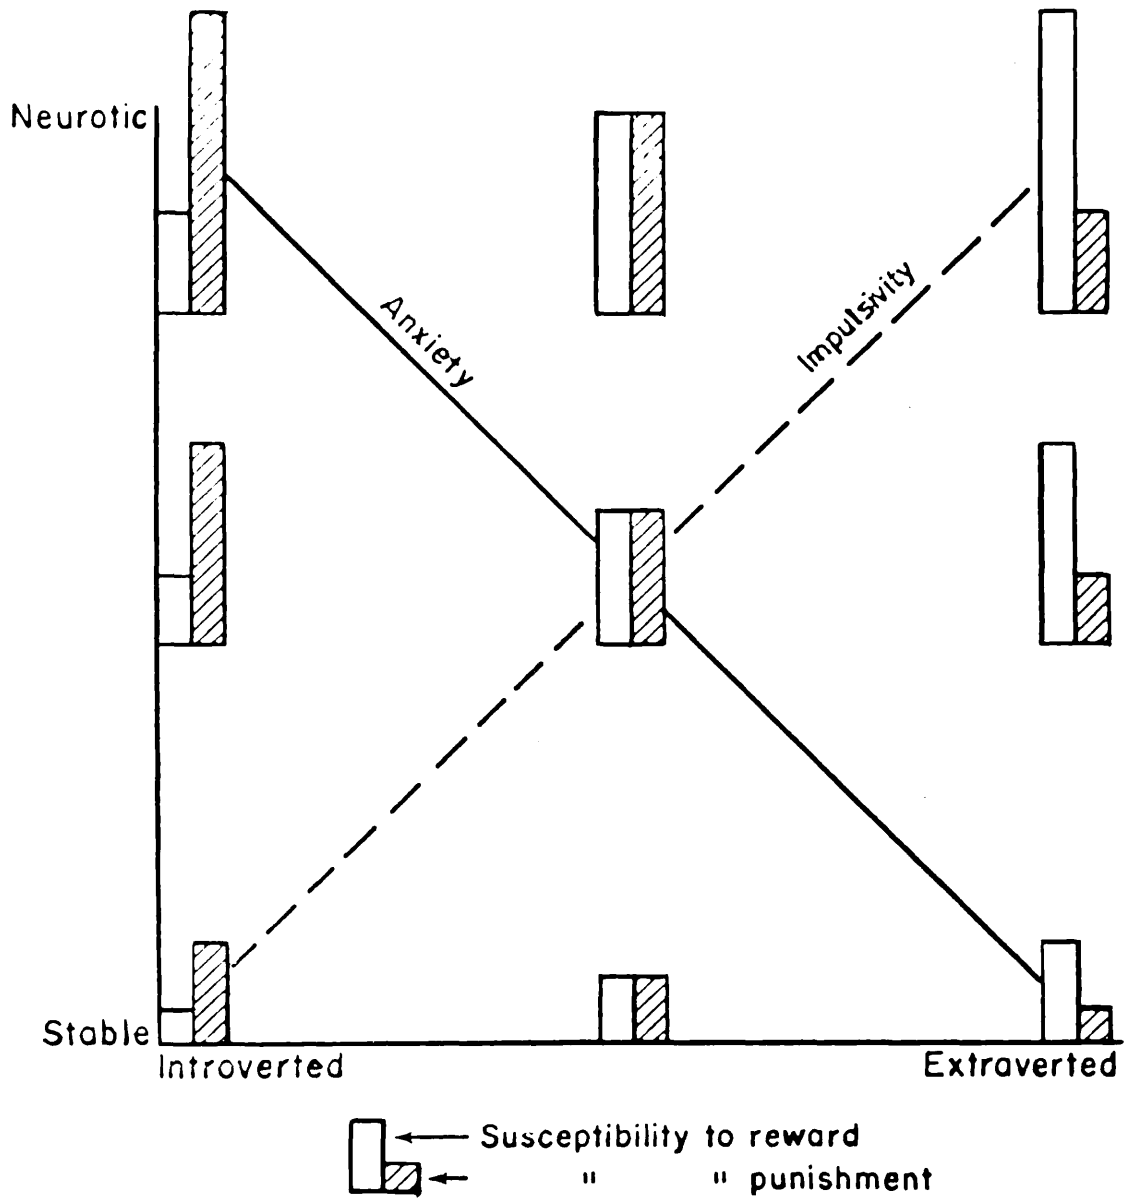 Neurotic
Anxiety
Impulsivity
Stable
Introverted
Extraverted
Susceptibility to reward
" " punishment